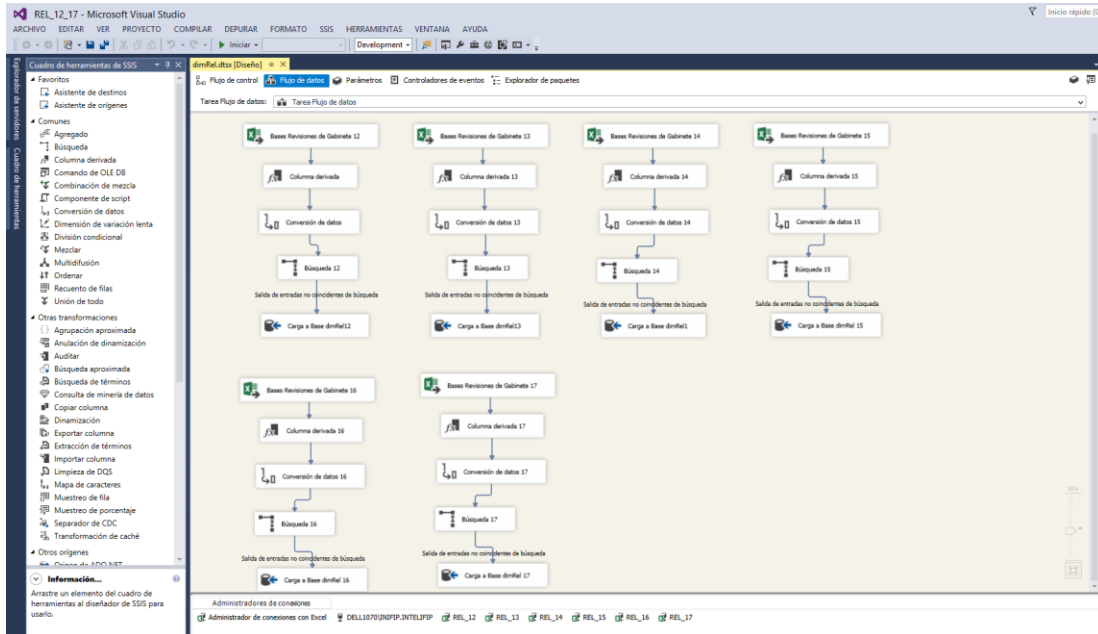 REL_12_17 - Microsoft Visual Studio
Inicio rápido (C
ARCHIVO EDITAR VER PROYECTO COMPILAR DEPURAR FORMATO SSIS HERRAMIENTAS VENTANA AYUDA
Iniciar
Development
Explorador de servidores
Cuadro de herramientas
Cuadro de herramientas de SSIS
Favoritos
Asistente de destinos
Asistente de orígenes
Comunes
Agregado
Búsqueda
Columna derivada
Comando de OLE DB
Combinación de mezcla
Componente de script
Conversión de datos
Dimensión de variación lenta
División condicional
Mezclar
Multidifusión
Ordenar
Recuento de filas
Unión de todo
Otras transformaciones
Agrupación aproximada
Anulación de dinamización
Auditar
Búsqueda aproximada
Búsqueda de términos
Consulta de minería de datos
Copiar columna
Dinamización
Exportar columna
Extracción de términos
Importar columna
Limpieza de DQS
Mapa de caracteres
Muestreo de fila
Muestreo de porcentaje
Separador de CDC
Transformación de caché
Otros orígenes
Origen de ADO NET
Información...
Arrastre un elemento del cuadro de
herramientas al diseñador de SSIS para
usarlo.
dimRel.dtsx [Diseño]
Flujo de control Flujo de datos Parámetros Controladores de eventos Explorador de paquetes
Tarea Flujo de datos: Tarea Flujo de datos
Bases Revisiones de Gabinete 12
Columna derivada
Conversión de datos
Búsqueda 12
Salida de entradas no coincidentes de búsqueda
Carga a Base dimRel12
Bases Revisiones de Gabinete 13
Columna derivada 13
Conversión de datos 13
Búsqueda 13
Salida de entradas no coincidentes de búsqueda
Carga a Base dimRel13
Bases Revisiones de Gabinete 14
Columna derivada 14
Conversión de datos 14
Búsqueda 14
Salida de entradas no coincidentes de búsqueda
Carga a Base dimRel1
Bases Revisiones de Gabinete 15
Columna derivada 15
Conversión de datos 15
Búsqueda 15
Salida de entradas no coincidentes de búsqueda
Carga a Base dimRel 15
Bases Revisiones de Gabinete 16
Columna derivada 16
Conversión de datos 16
Búsqueda 16
Salida de entradas no coincidentes de búsqueda
Carga a Base dimRel 16
Bases Revisiones de Gabinete 17
Columna derivada 17
Conversión de datos 17
Búsqueda 17
Salida de entradas no coincidentes de búsqueda
Carga a Base dimRel 17
Administradores de conexiones
Administrador de conexiones con Excel DELL1070\INIFIP.INTELIFIP REL_12 REL_13 REL_14 REL_15 REL_16 REL_17